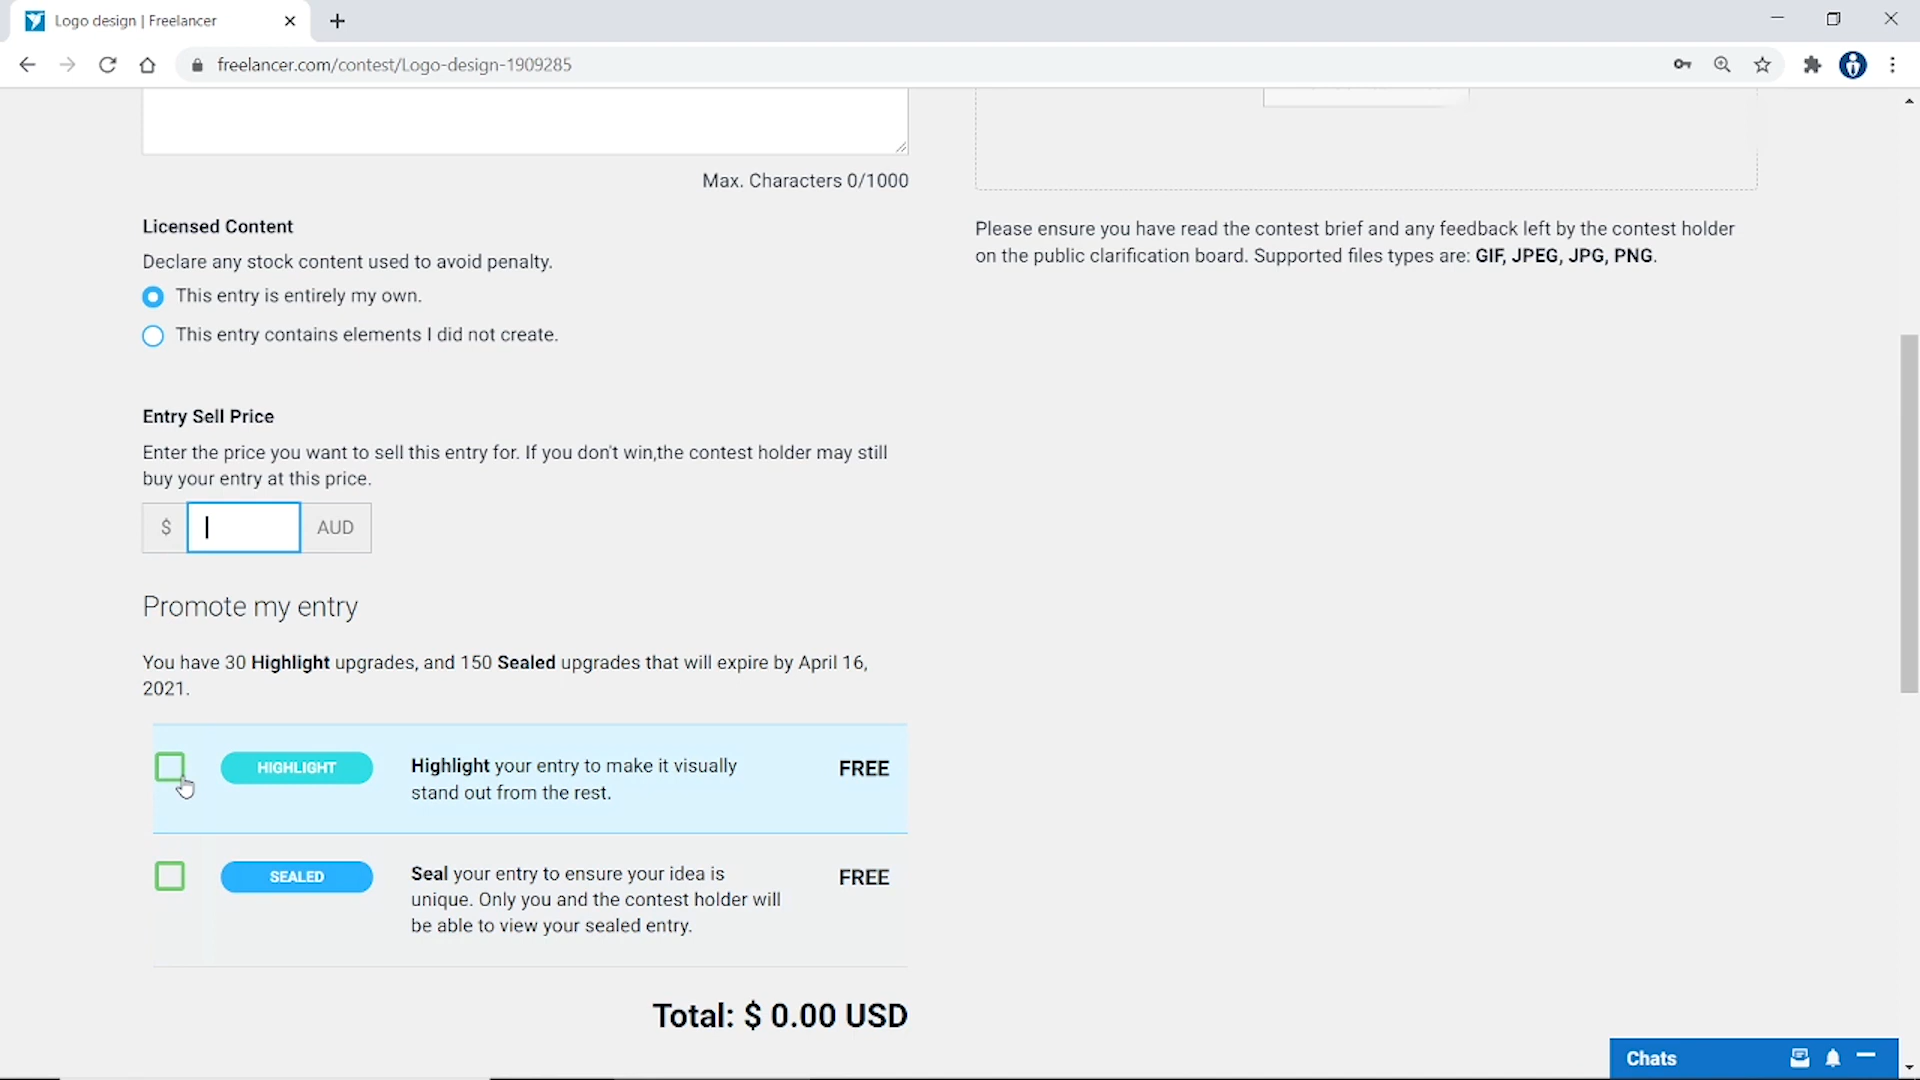 Logo design | Freelancer
freelancer.com/contest/Logo-design-1909285
Max. Characters 0/1000
Licensed Content
Declare any stock content used to avoid penalty.
This entry is entirely my own.
This entry contains elements I did not create.
Please ensure you have read the contest brief and any feedback left by the contest holder
on the public clarification board. Supported files types are: GIF, JPEG, JPG, PNG.
Entry Sell Price
Enter the price you want to sell this entry for. If you don't win,the contest holder may still
buy your entry at this price.
$ AUD
Promote my entry
You have 30 Highlight upgrades, and 150 Sealed upgrades that will expire by April 16,
2021.
HIGHLIGHT
Highlight your entry to make it visually
stand out from the rest.
FREE
SEALED
Seal your entry to ensure your idea is
unique. Only you and the contest holder will
be able to view your sealed entry.
FREE
Total: $ 0.00 USD
Chats